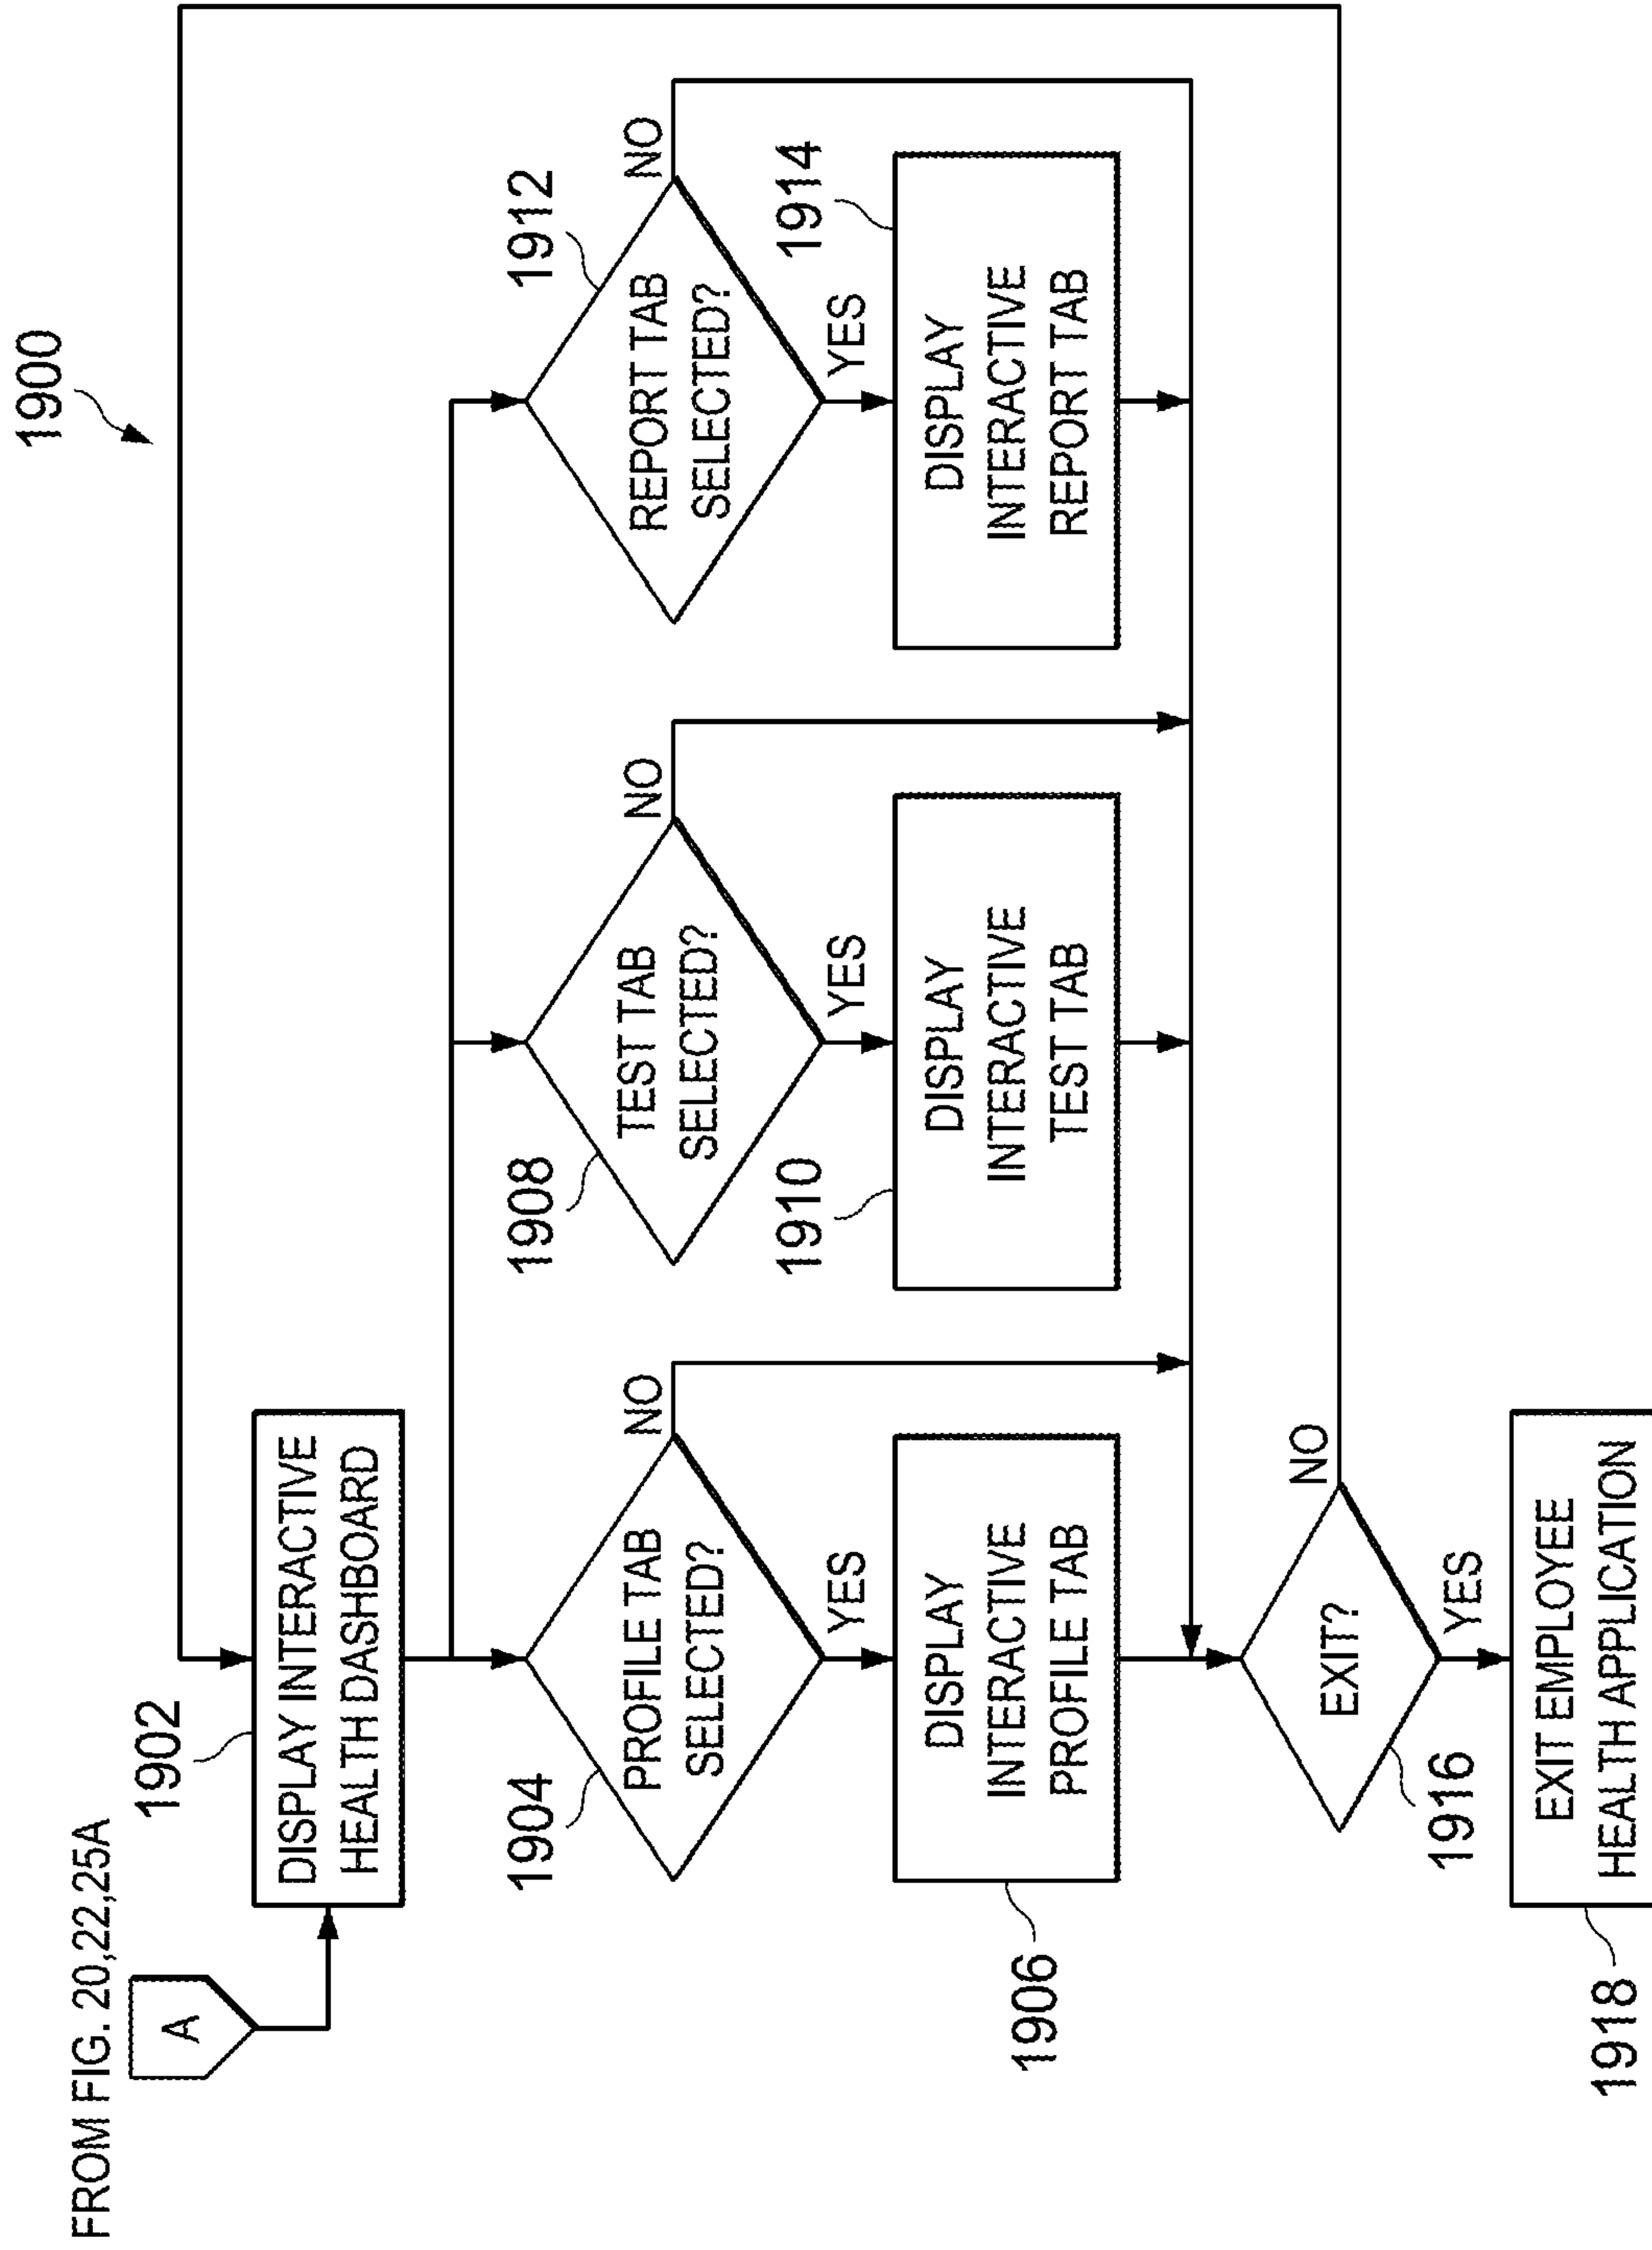 1900
FROM FIG. 20,22,25A
A
1902
DISPLAY INTERACTIVE
HEALTH DASHBOARD
1904
PROFILE TAB
SELECTED?
NO
YES
1908
TEST TAB
SELECTED?
NO
YES
1912
REPORT TAB
SELECTED?
NO
YES
1906
DISPLAY
INTERACTIVE
PROFILE TAB
1910
DISPLAY
INTERACTIVE
TEST TAB
1914
DISPLAY
INTERACTIVE
REPORT TAB
1916
EXIT?
NO
YES
1918
EXIT EMPLOYEE
HEALTH APPLICATION